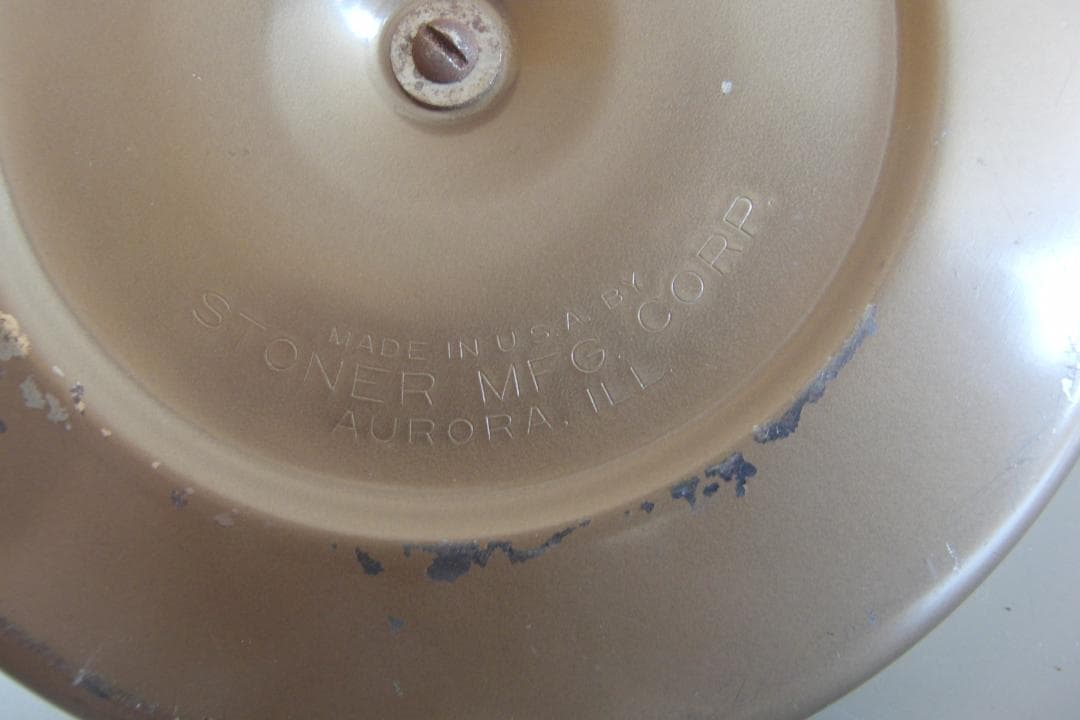 MADE IN U.S.A. BY
STONER MFG. CORP.
AURORA, ILL.